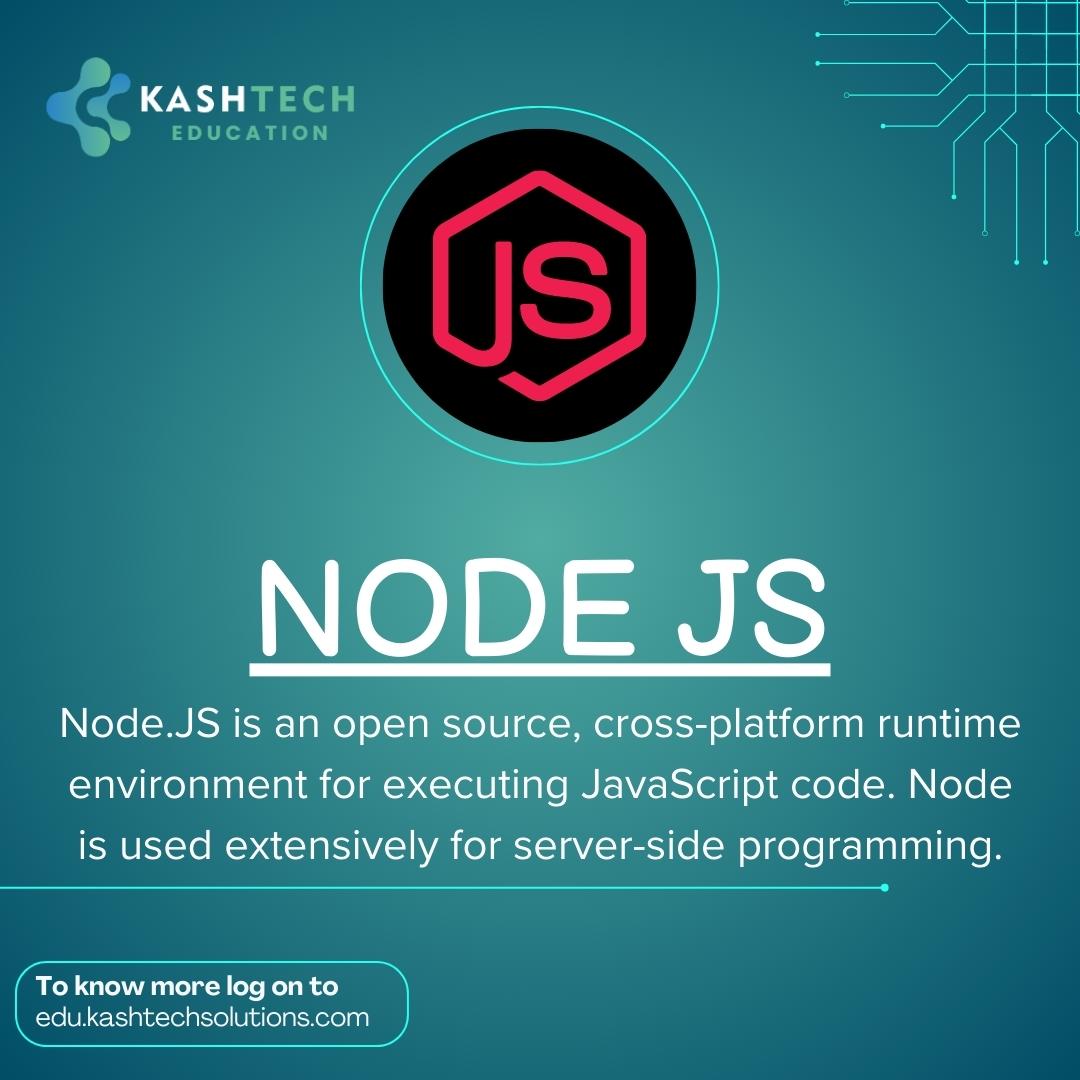 KASHTECH
EDUCATION
JS
NODE JS
Node.JS is an open source, cross-platform runtime
environment for executing JavaScript code. Node
is used extensively for server-side programming.
To know more log on to
edu.kashtechsolutions.com